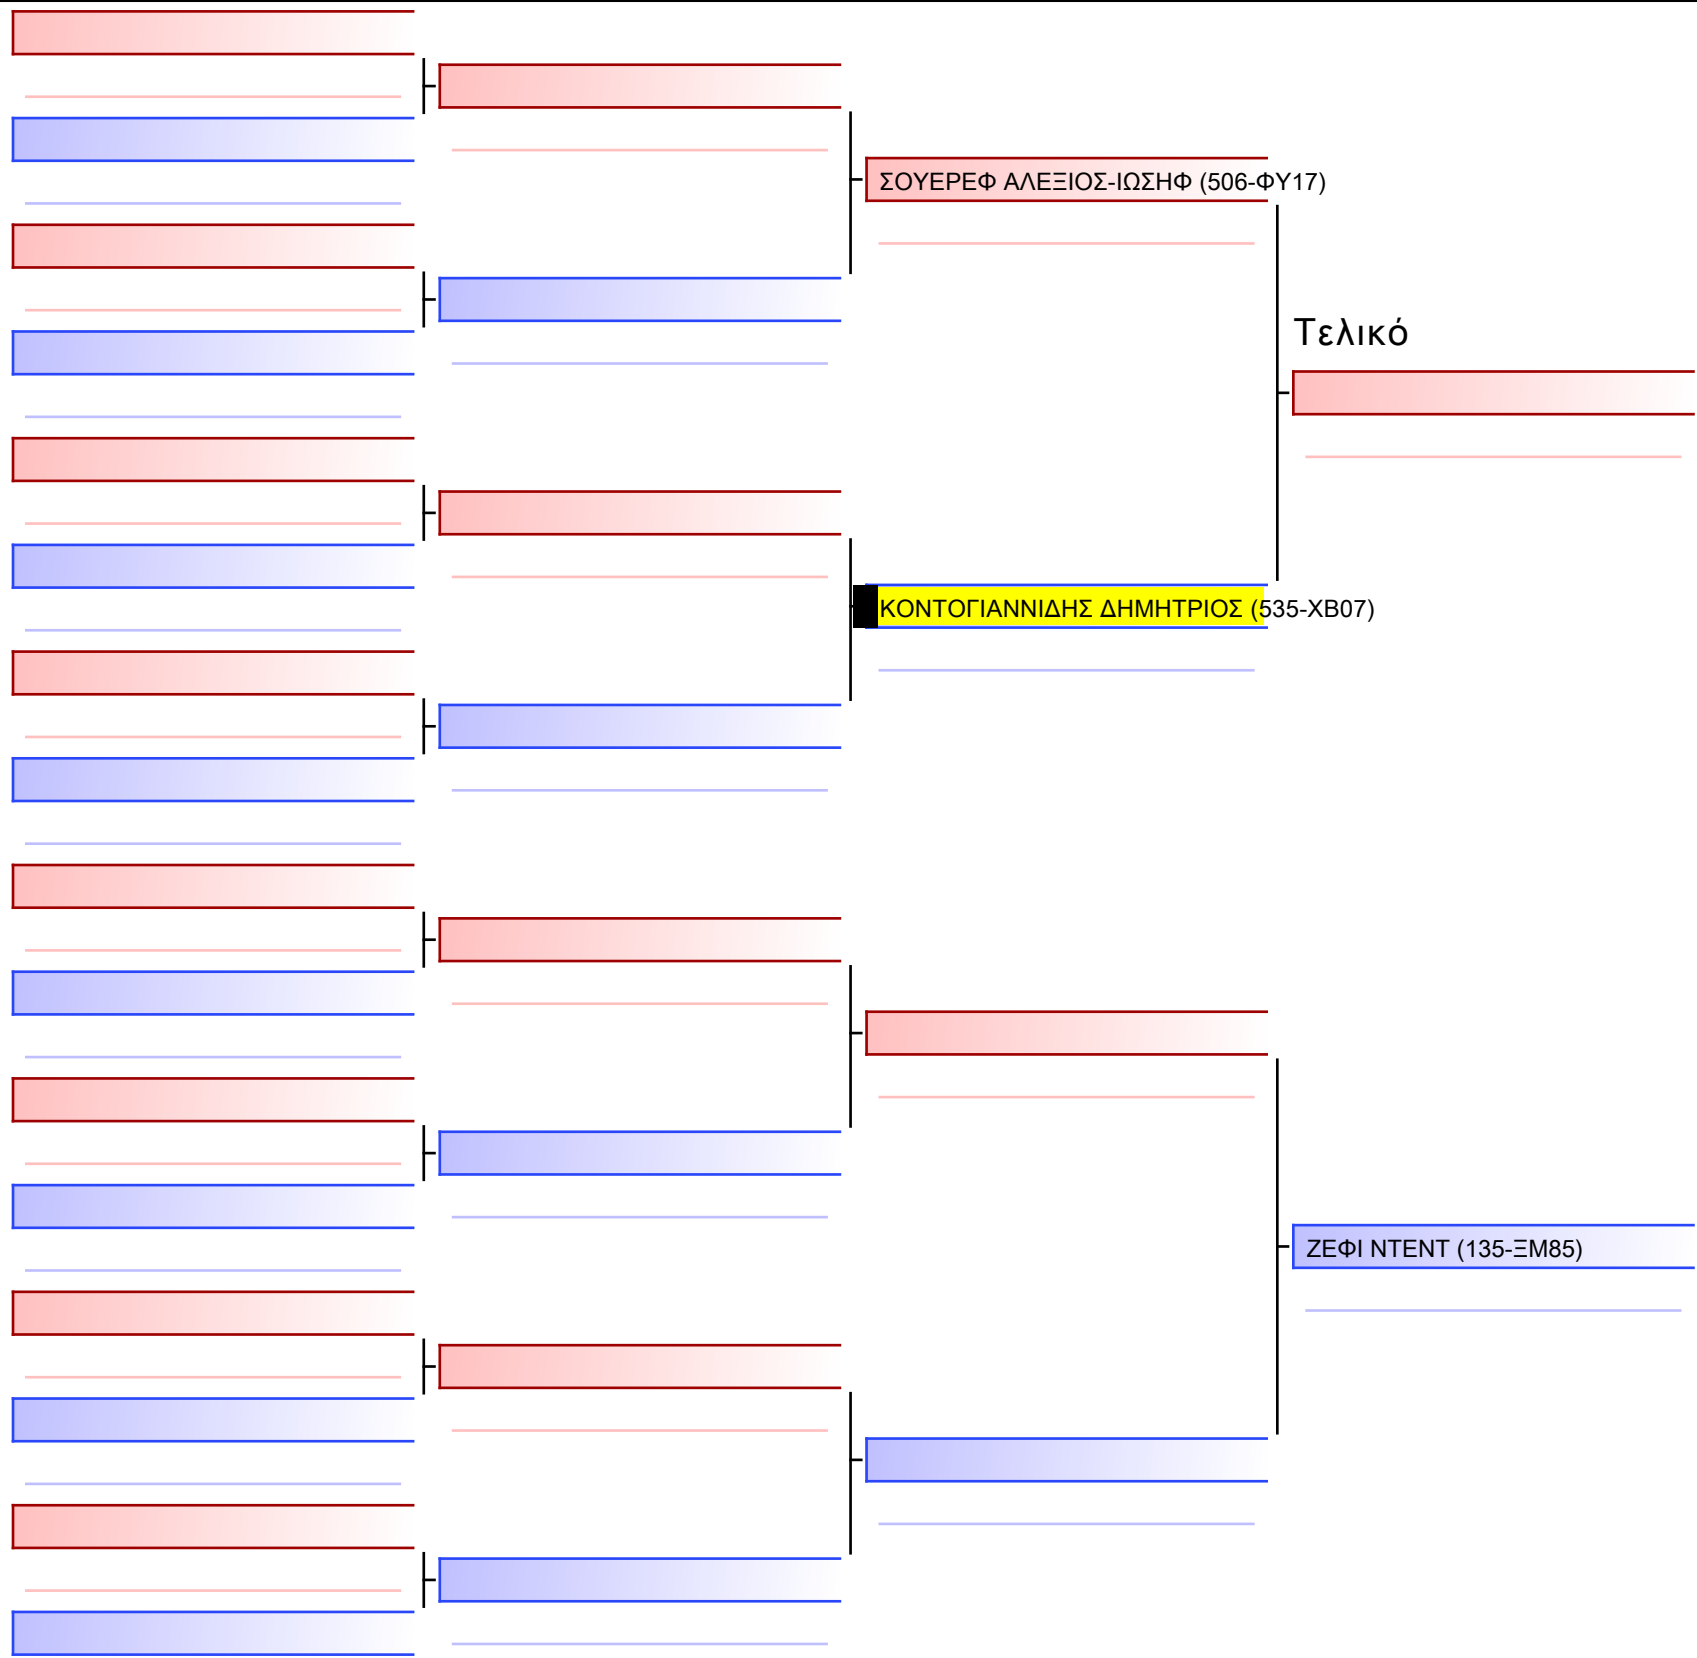 ΣΟΥΕΡΕΦ ΑΛΕΞΙΟΣ-ΙΩΣΗΦ (506-ΦΥ17)
Τελικό
ΚΟΝΤΟΓΙΑΝΝΙΔΗΣ ΔΗΜΗΤΡΙΟΣ (535-ΧΒ07)
ΖΕΦΙ ΝΤΕΝΤ (135-ΞΜ85)